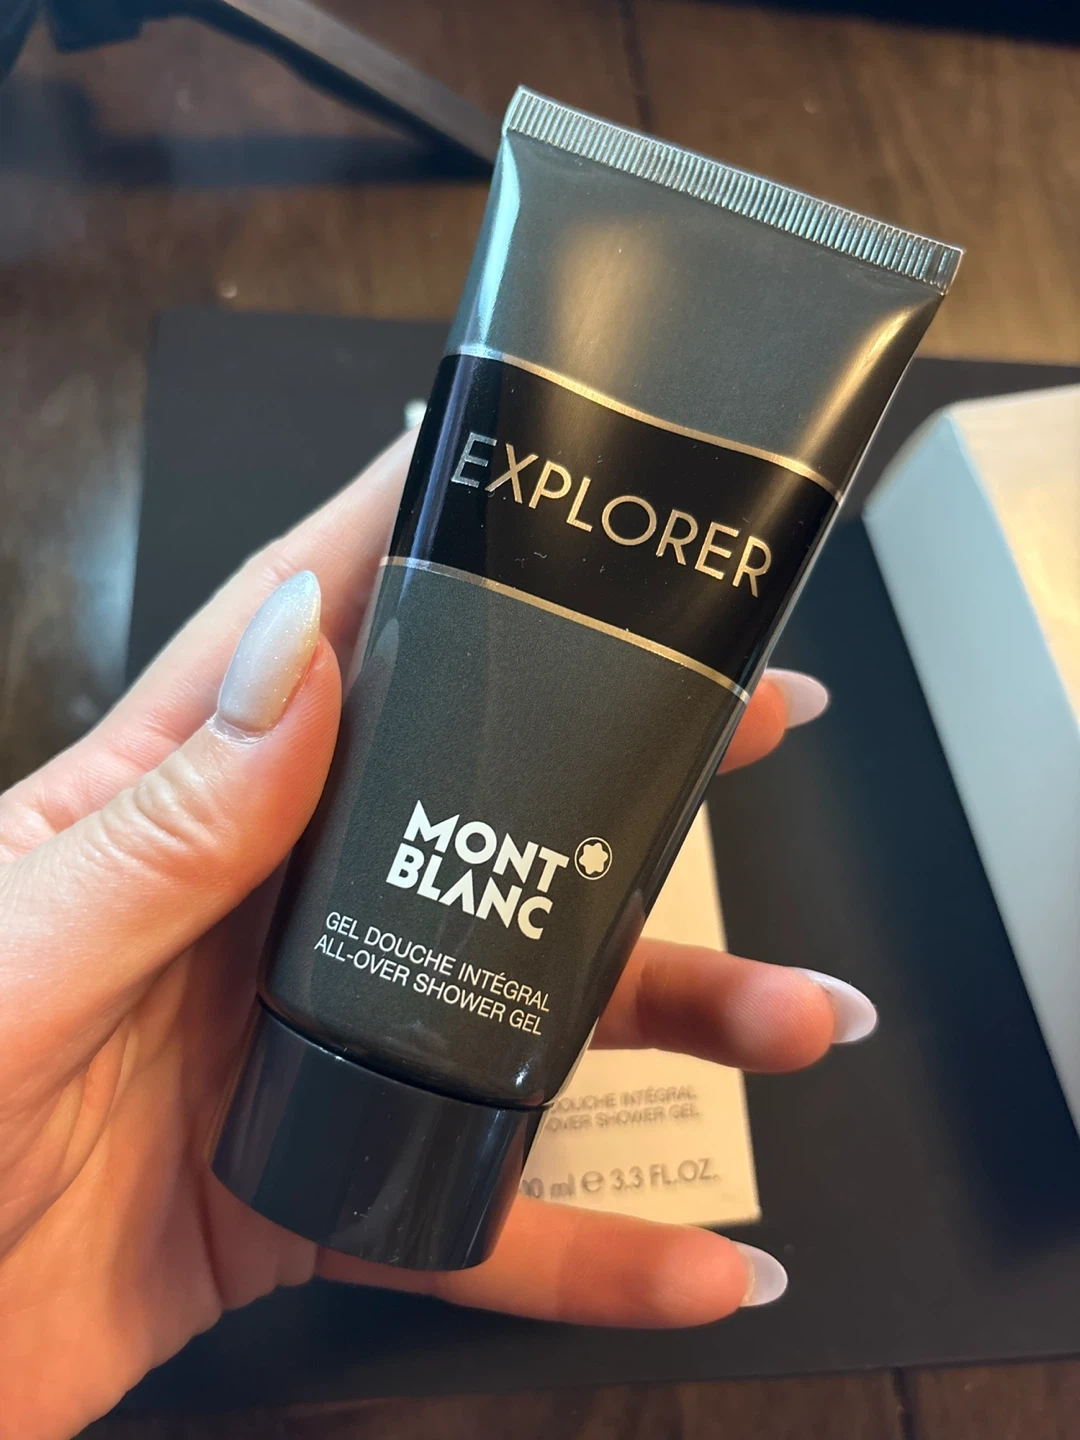 EXPLORER
MONT
BLANC
GEL DOUCHE INTÉGRAL
ALL-OVER SHOWER GEL
DOUCHE INTÉGRAL
OVER SHOWER GEL
ml ℮ 3.3 FL.OZ.